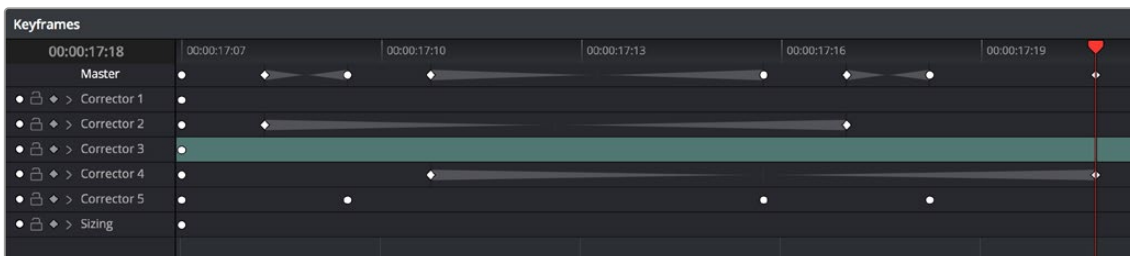 Keyframes
00:00:17:18 00:00:17:07 00:00:17:10 00:00:17:13 00:00:17:16 00:00:17:19
Master
Corrector 1
Corrector 2
Corrector 3
Corrector 4
Corrector 5
Sizing